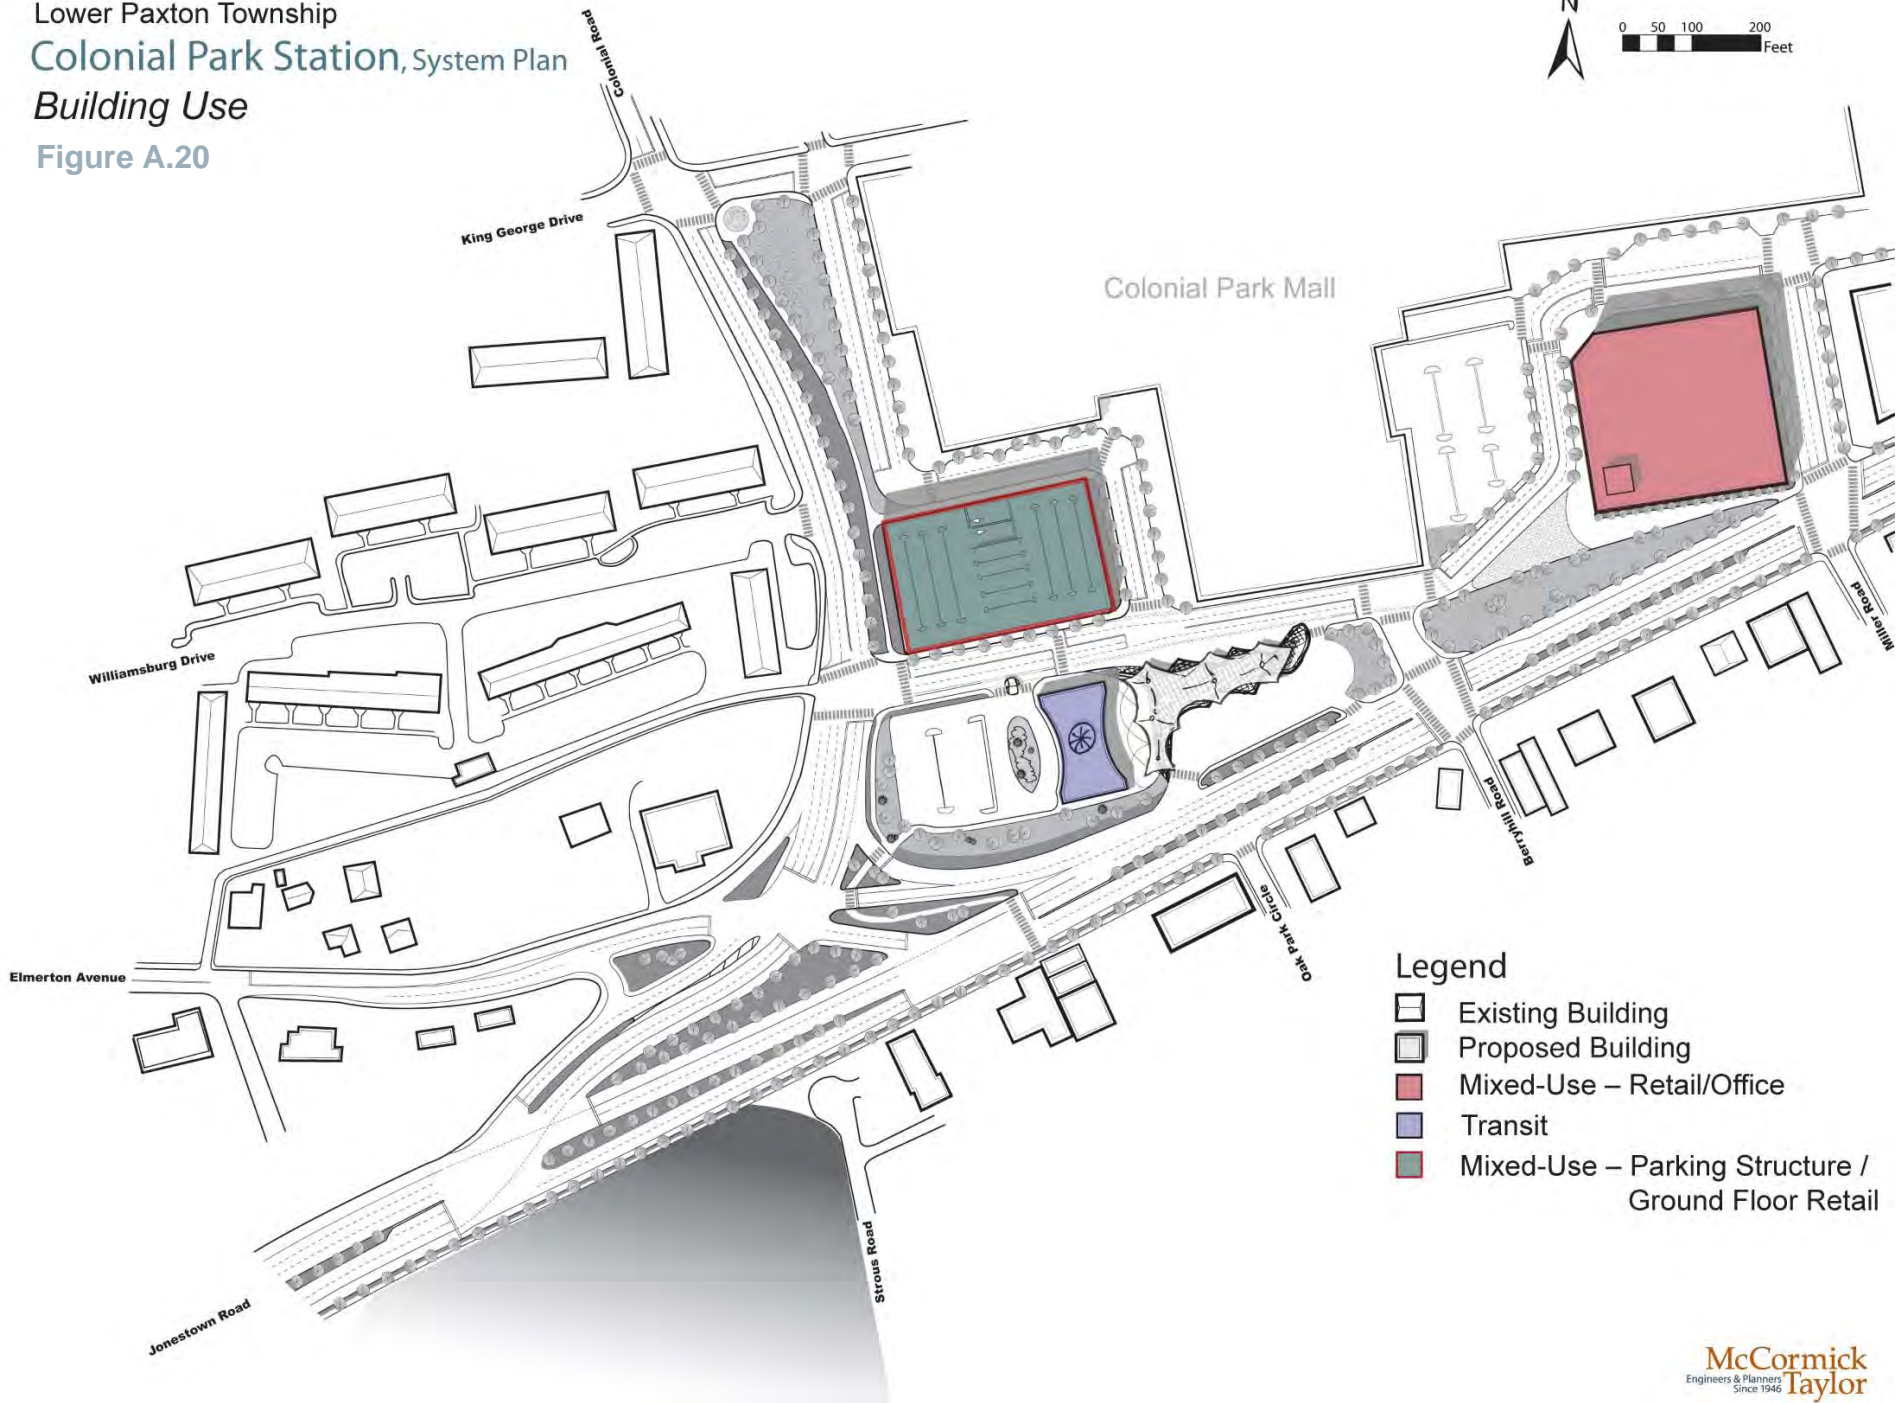 Lower Paxton Township
Colonial Park Station, System Plan
Building Use
Figure A.20
N
0 50 100 200
Feet
Colonial Road
King George Drive
Colonial Park Mall
Williamsburg Drive
Miller Road
Berryhill Road
Oak Park Circle
Elmerton Avenue
Strous Road
Jonestown Road
Legend
Existing Building
Proposed Building
Mixed-Use – Retail/Office
Transit
Mixed-Use – Parking Structure /
Ground Floor Retail
McCormick
Engineers & Planners
Since 1946
Taylor